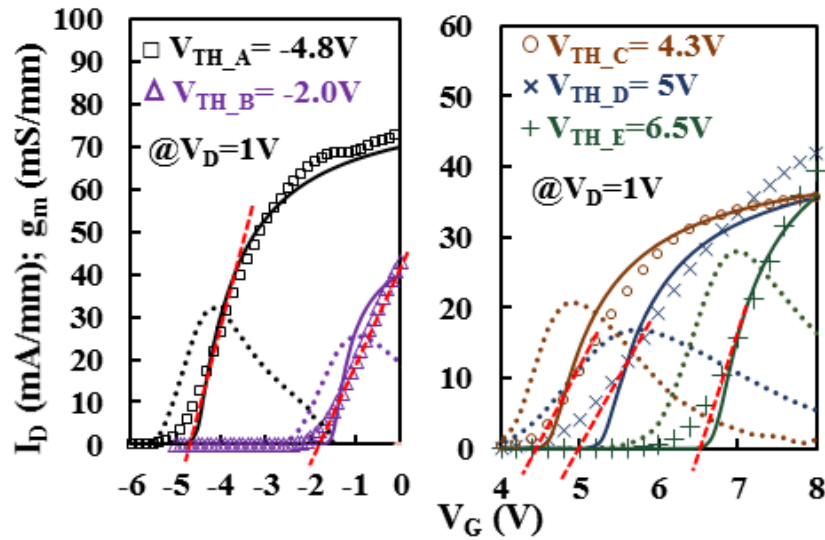 I_D (mA/mm); g_m (mS/mm)
100
90
80
70
60
50
40
30
20
10
0
-6 -5 -4 -3 -2 -1 0
□ V_TH_A= -4.8V
△ V_TH_B= -2.0V
@V_D=1V
60
50
40
30
20
10
0
4 5 6 7 8
○ V_TH_C= 4.3V
× V_TH_D= 5V
+ V_TH_E=6.5V
@V_D=1V
V_G (V)